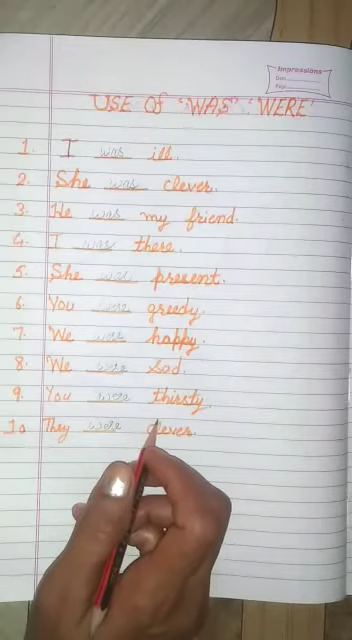 Impressions
Date
Page
USE Of 'WAS' 'WERE'
1. I was ill.
2. She was clever.
3. He was my friend.
4. I was there.
5. She was present.
6. You were greedy.
7. We were happy.
8. We were sad.
9. You were thirsty.
10 They were clever.